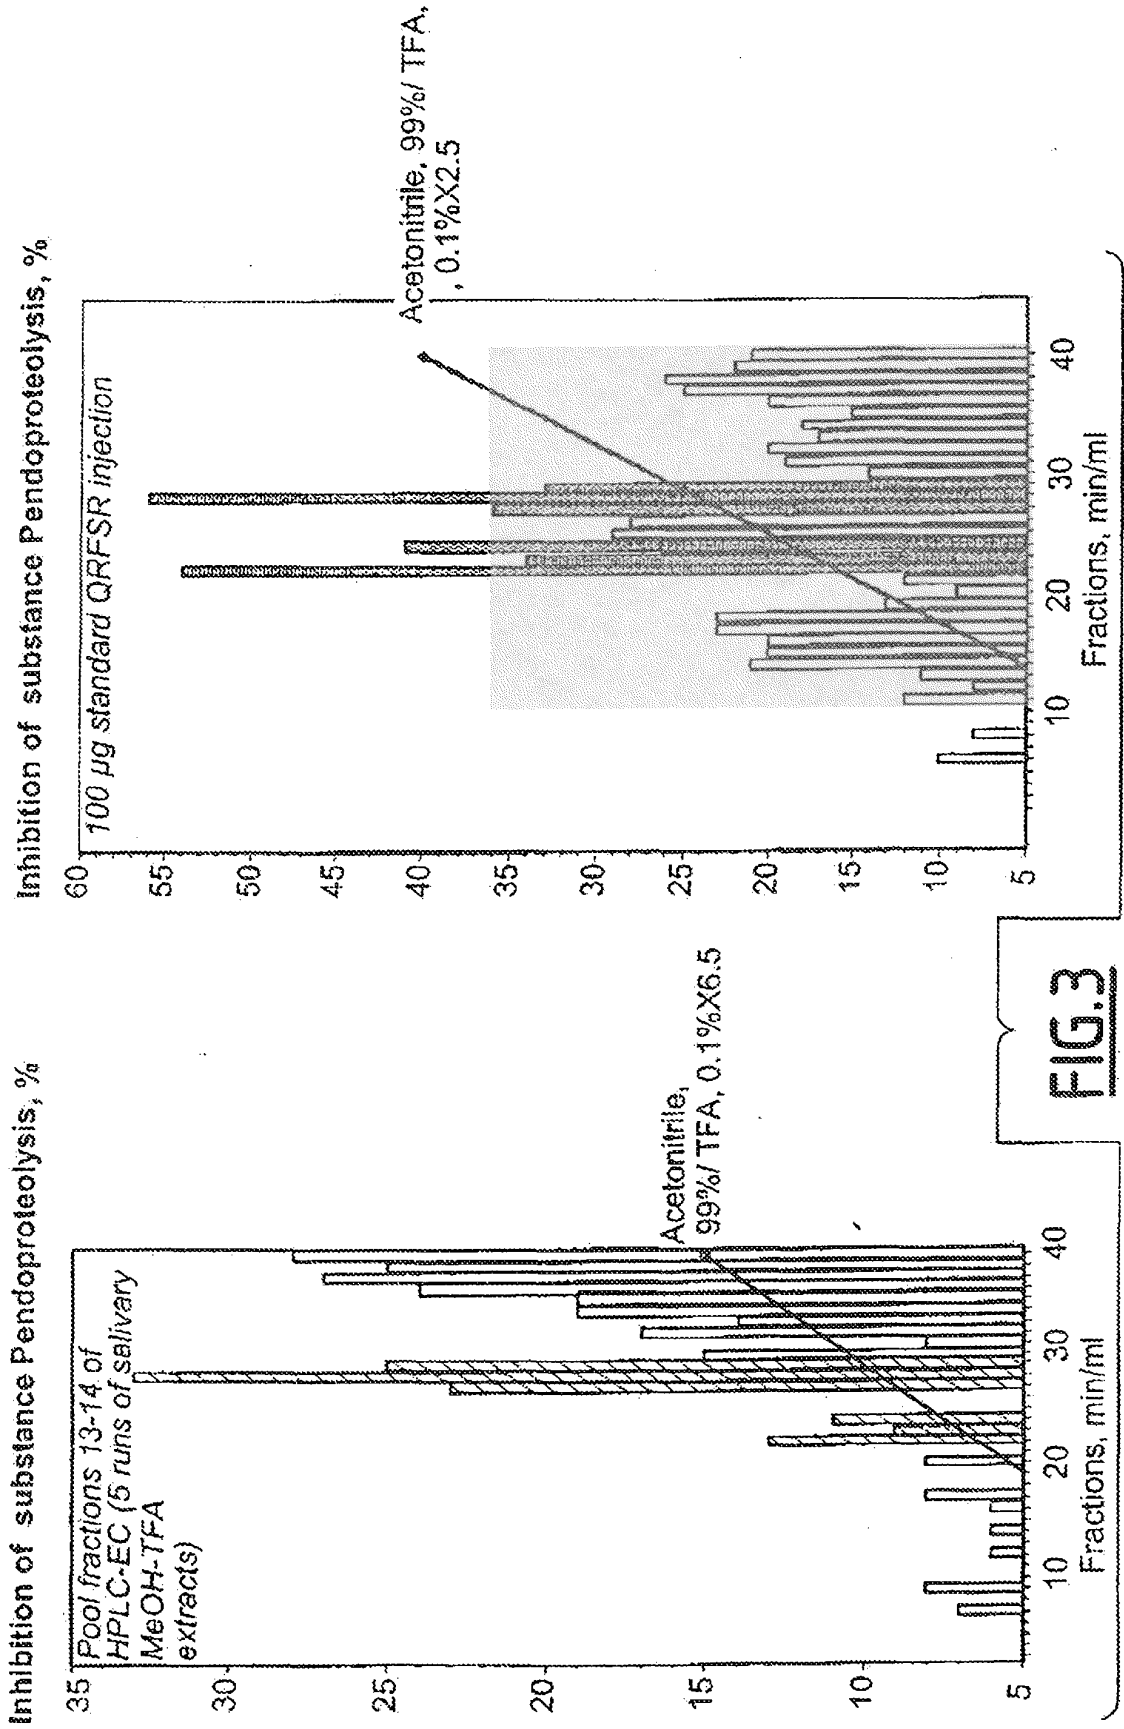 Inhibition of substance Pendoproteolysis, %
35
30
25
20
15
10
5
Pool fractions 13-14 of
HPLC-EC (5 runs of salivary
MeOH-TFA
extracts)
Acetonitrile,
99%/ TFA, 0.1%X6.5
10
20
30
40
Fractions, min/ml
Inhibition of substance Pendoproteolysis, %
60
55
50
45
40
35
30
25
20
15
10
5
100 µg standard QRFSR injection
Acetonitrile, 99%/ TFA,
, 0.1%X2.5
10
20
30
40
Fractions, min/ml
FIG.3